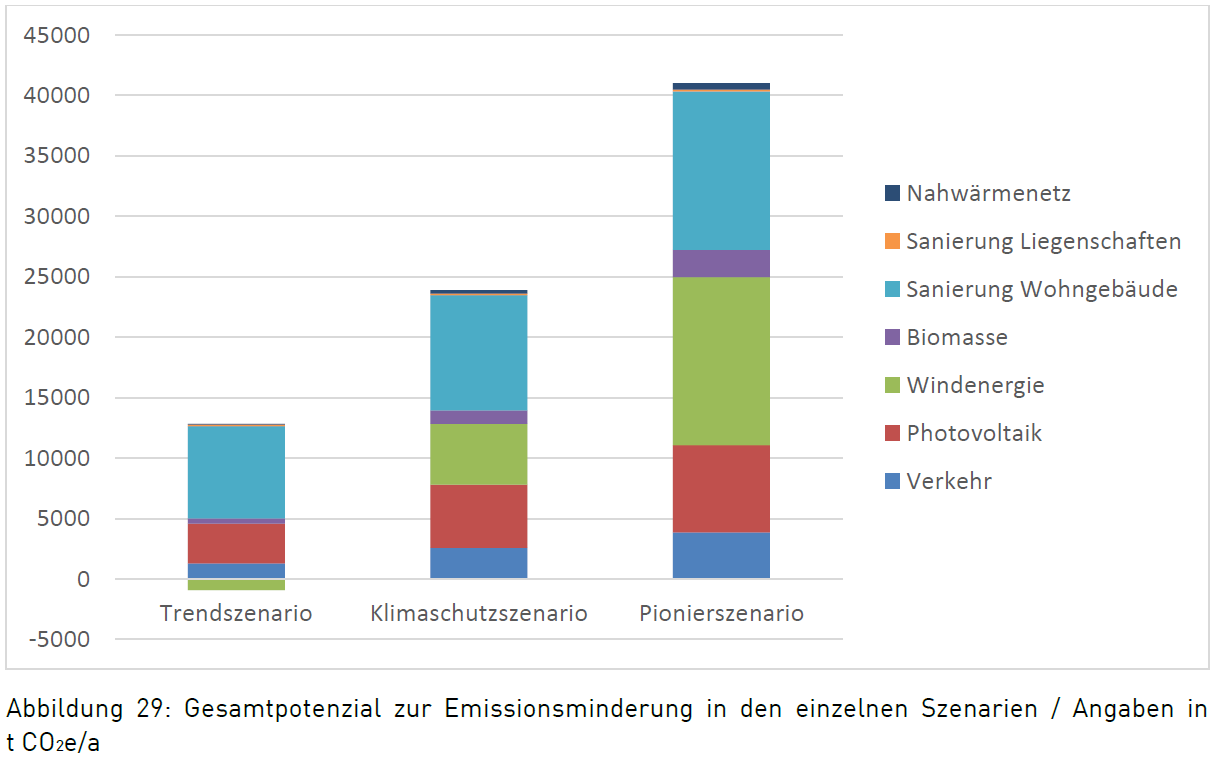 45000
40000
35000
30000
25000
20000
15000
10000
5000
0
-5000
Trendszenario Klimaschutzszenario Pionierszenario
Nahwärmenetz
Sanierung Liegenschaften
Sanierung Wohngebäude
Biomasse
Windenergie
Photovoltaik
Verkehr
Abbildung 29: Gesamtpotenzial zur Emissionsminderung in den einzelnen Szenarien / Angaben in
t CO₂e/a